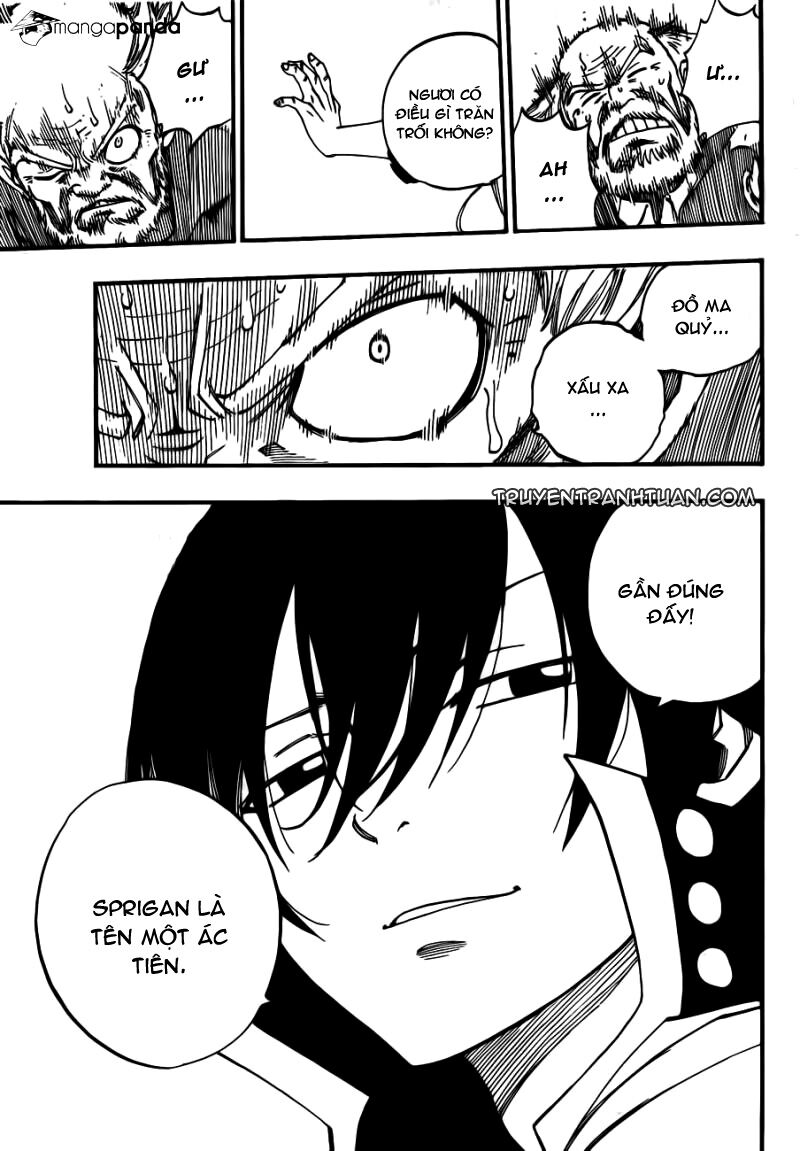 mangapanda
Ư...
AH
...
NGƯƠI CÓ
ĐIỀU GÌ TRĂN
TRỐI KHÔNG?
GƯ
...
ĐỒ MA
QUỶ...
XẤU XA
...
TRUYENTRANHTUAN.COM
GẦN ĐÚNG
ĐẤY!
SPRIGAN LÀ
TÊN MỘT ÁC
TIÊN.